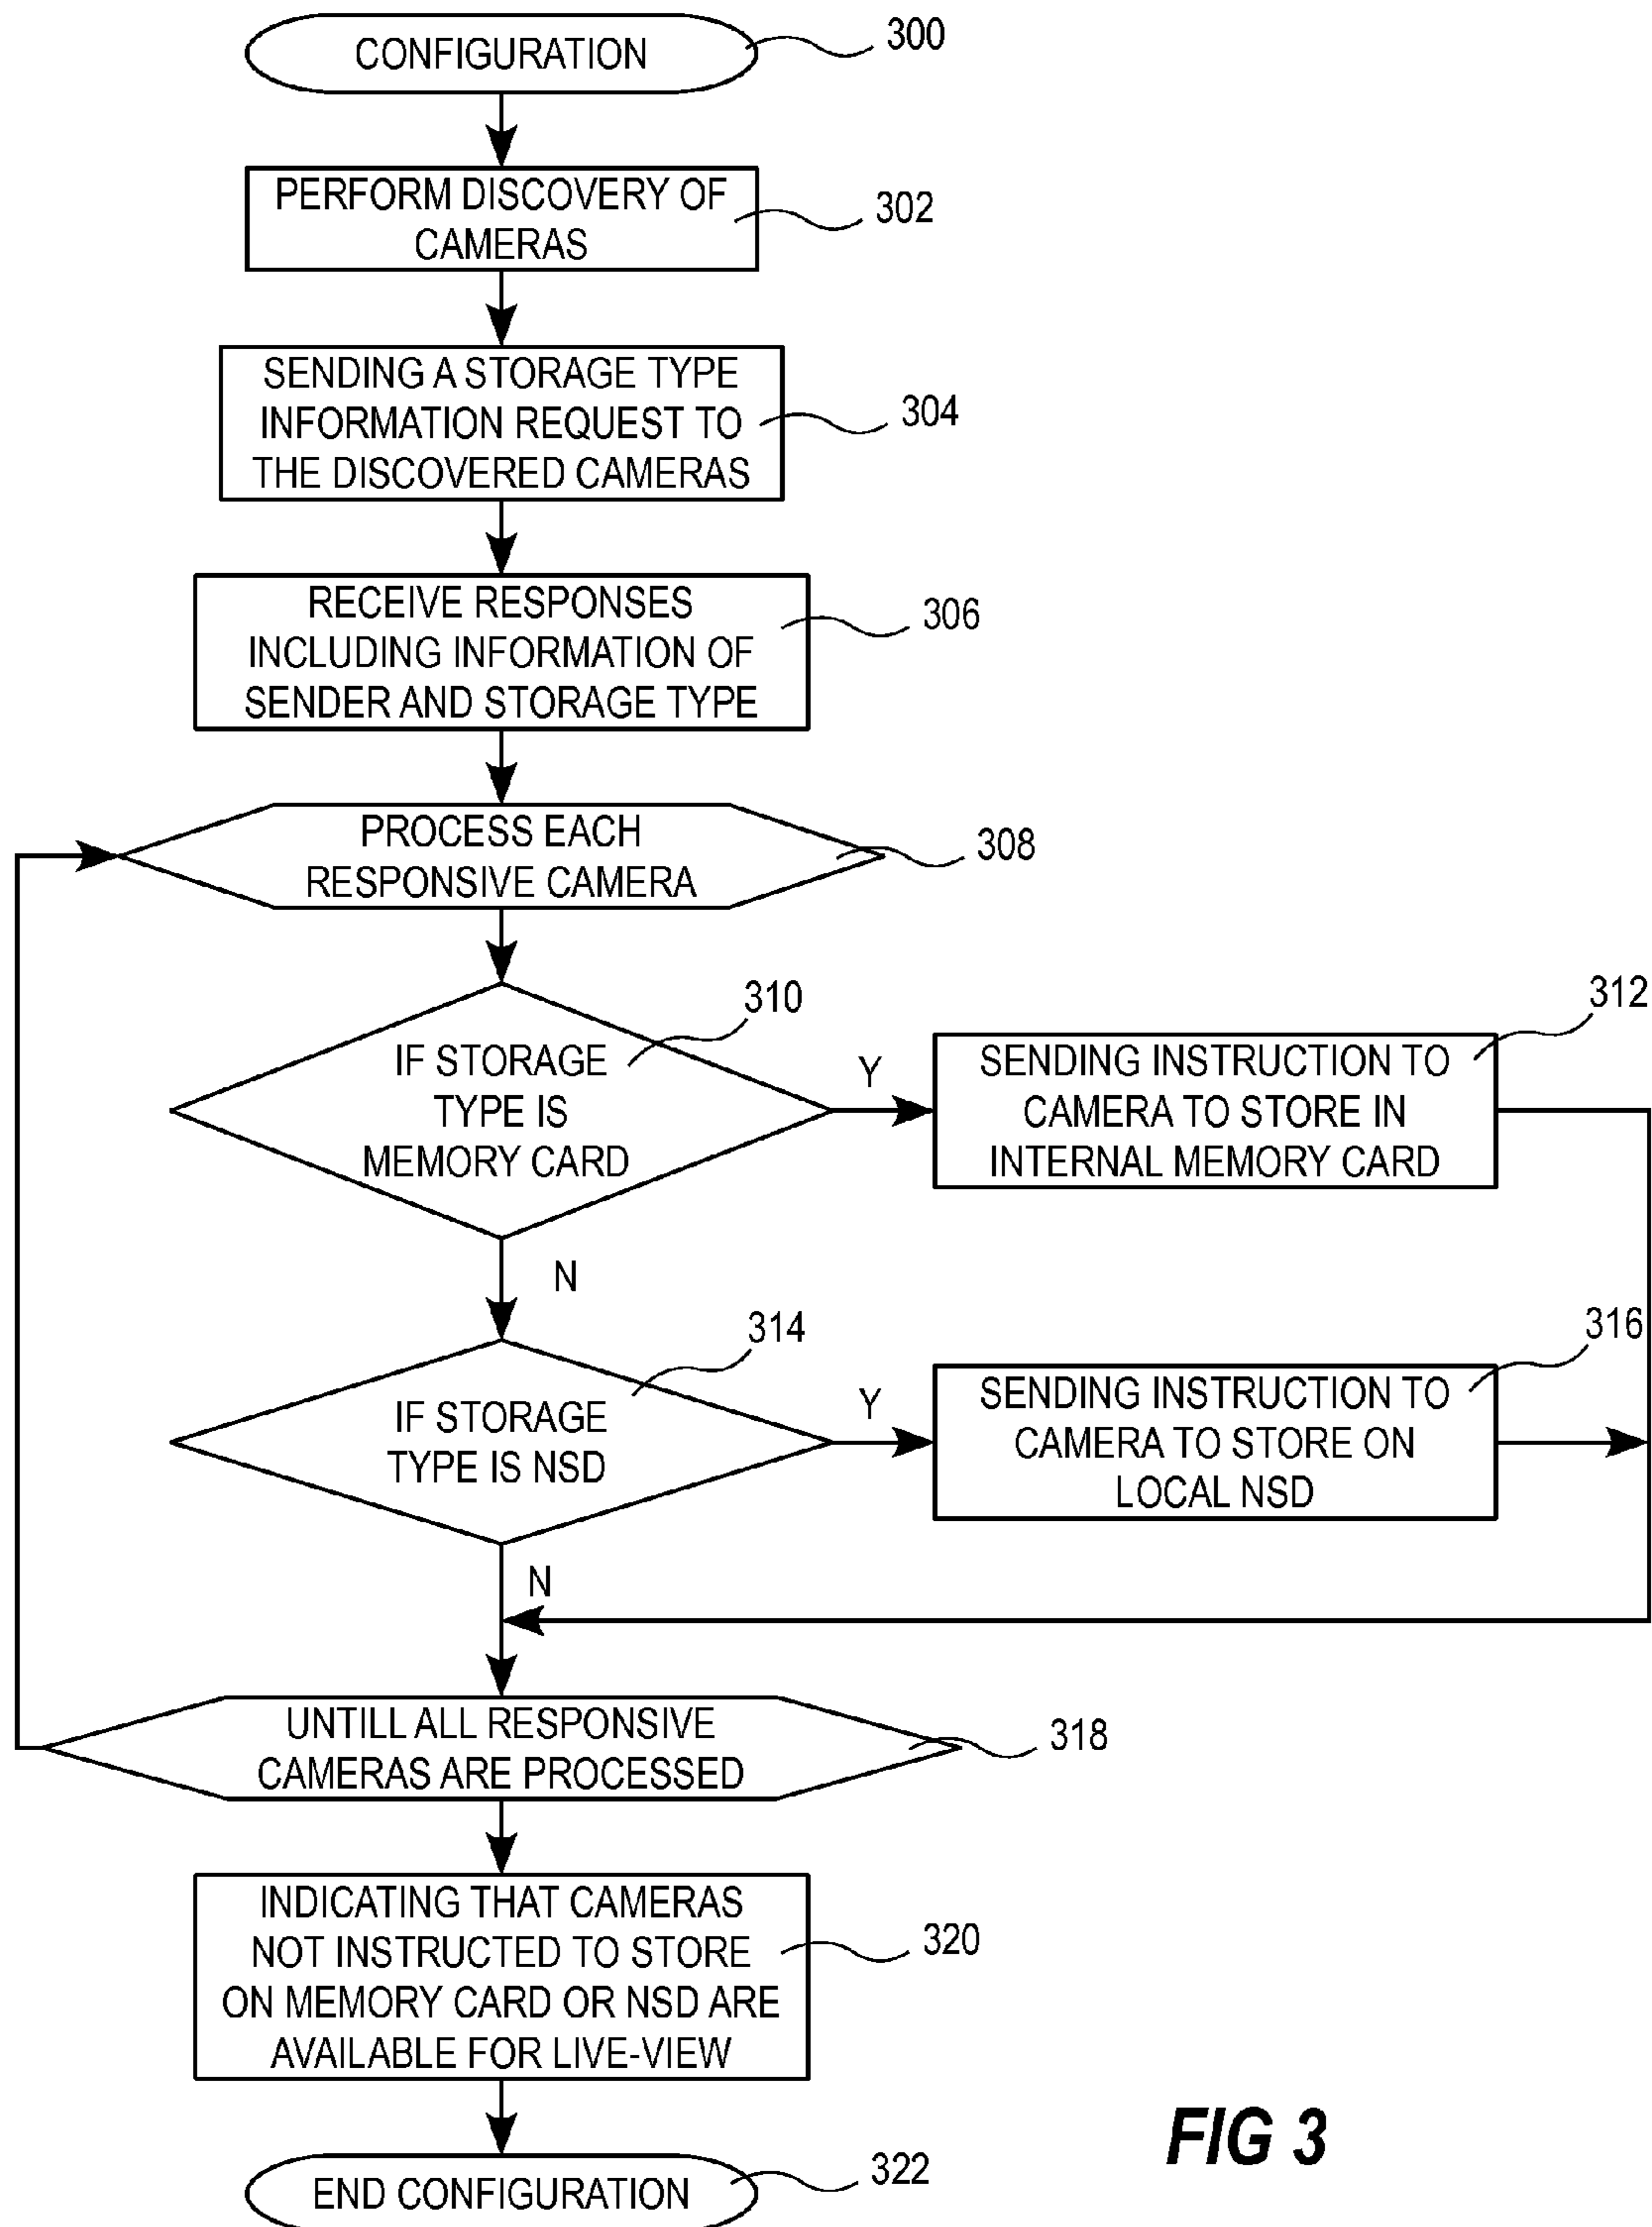 CONFIGURATION
300
PERFORM DISCOVERY OF
CAMERAS
302
SENDING A STORAGE TYPE
INFORMATION REQUEST TO
THE DISCOVERED CAMERAS
304
RECEIVE RESPONSES
INCLUDING INFORMATION OF
SENDER AND STORAGE TYPE
306
PROCESS EACH
RESPONSIVE CAMERA
308
IF STORAGE
TYPE IS
MEMORY CARD
310
Y
SENDING INSTRUCTION TO
CAMERA TO STORE IN
INTERNAL MEMORY CARD
312
N
IF STORAGE
TYPE IS NSD
314
Y
SENDING INSTRUCTION TO
CAMERA TO STORE ON
LOCAL NSD
316
N
UNTILL ALL RESPONSIVE
CAMERAS ARE PROCESSED
318
INDICATING THAT CAMERAS
NOT INSTRUCTED TO STORE
ON MEMORY CARD OR NSD ARE
AVAILABLE FOR LIVE-VIEW
320
END CONFIGURATION
322
FIG 3